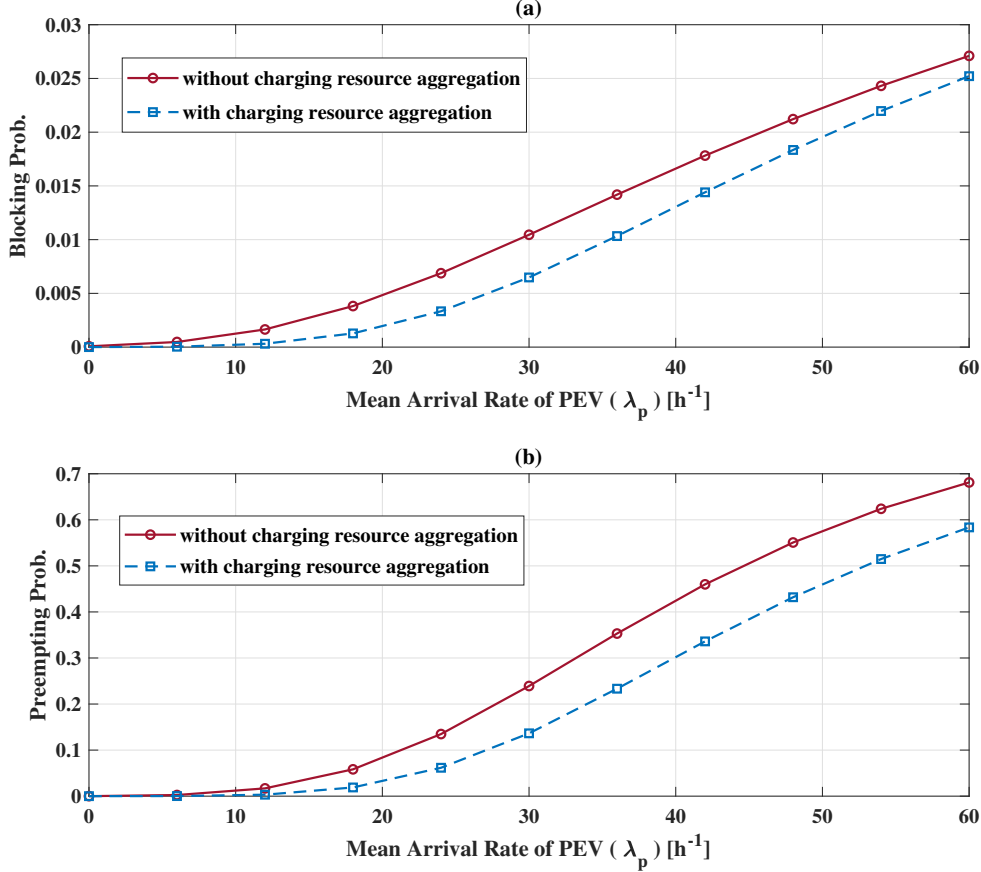 (a)
0.03
0.025
0.02
0.015
0.01
0.005
0
Blocking Prob.
without charging resource aggregation
with charging resource aggregation
0 10 20 30 40 50 60
Mean Arrival Rate of PEV ( λp ) [h-1]
(b)
0.7
0.6
0.5
0.4
0.3
0.2
0.1
0
Preempting Prob.
without charging resource aggregation
with charging resource aggregation
0 10 20 30 40 50 60
Mean Arrival Rate of PEV ( λp ) [h-1]